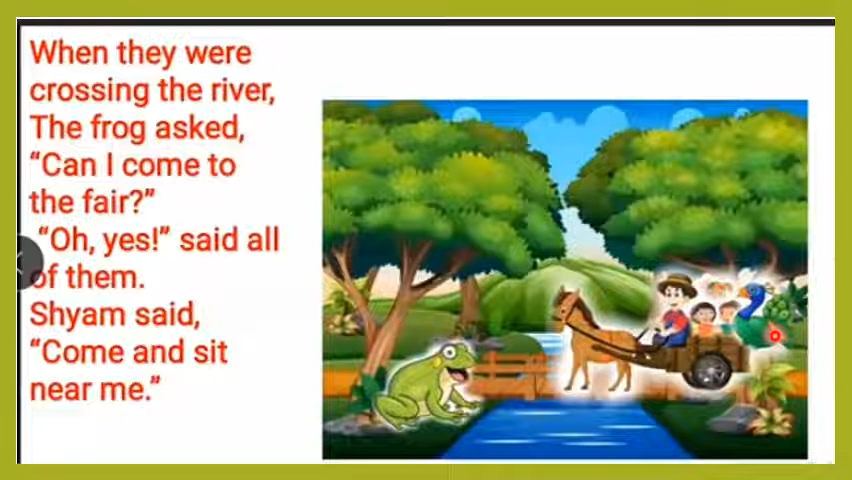 When they were
crossing the river,
The frog asked,
“Can I come to
the fair?”
“Oh, yes!” said all
of them.
Shyam said,
“Come and sit
near me.”